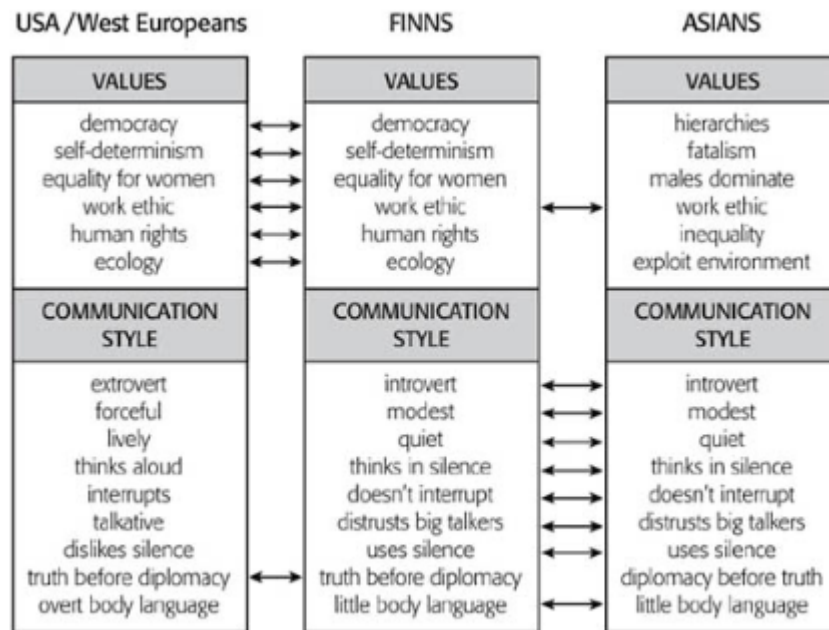 USA / West Europeans
VALUES
democracy
self-determinism
equality for women
work ethic
human rights
ecology
COMMUNICATION
STYLE
extrovert
forceful
lively
thinks aloud
interrupts
talkative
dislikes silence
truth before diplomacy
overt body language
FINNS
VALUES
democracy
self-determinism
equality for women
work ethic
human rights
ecology
COMMUNICATION
STYLE
introvert
modest
quiet
thinks in silence
doesn't interrupt
distrusts big talkers
uses silence
truth before diplomacy
little body language
ASIANS
VALUES
hierarchies
fatalism
males dominate
work ethic
inequality
exploit environment
COMMUNICATION
STYLE
introvert
modest
quiet
thinks in silence
doesn't interrupt
distrusts big talkers
uses silence
diplomacy before truth
little body language